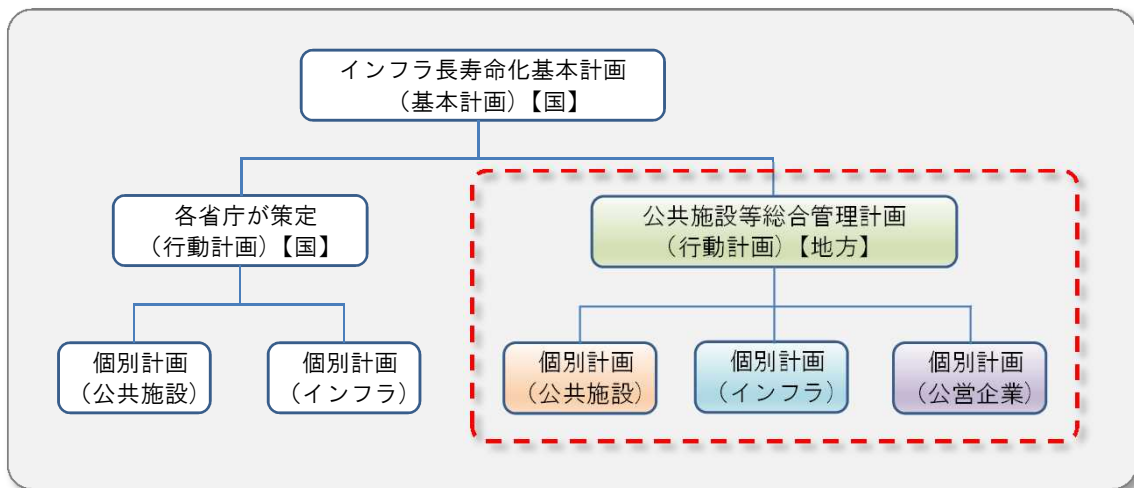 インフラ長寿命化基本計画
（基本計画）【国】
各省庁が策定
（行動計画）【国】
公共施設等総合管理計画
（行動計画）【地方】
個別計画
（公共施設）
個別計画
（インフラ）
個別計画
（公共施設）
個別計画
（インフラ）
個別計画
（公営企業）